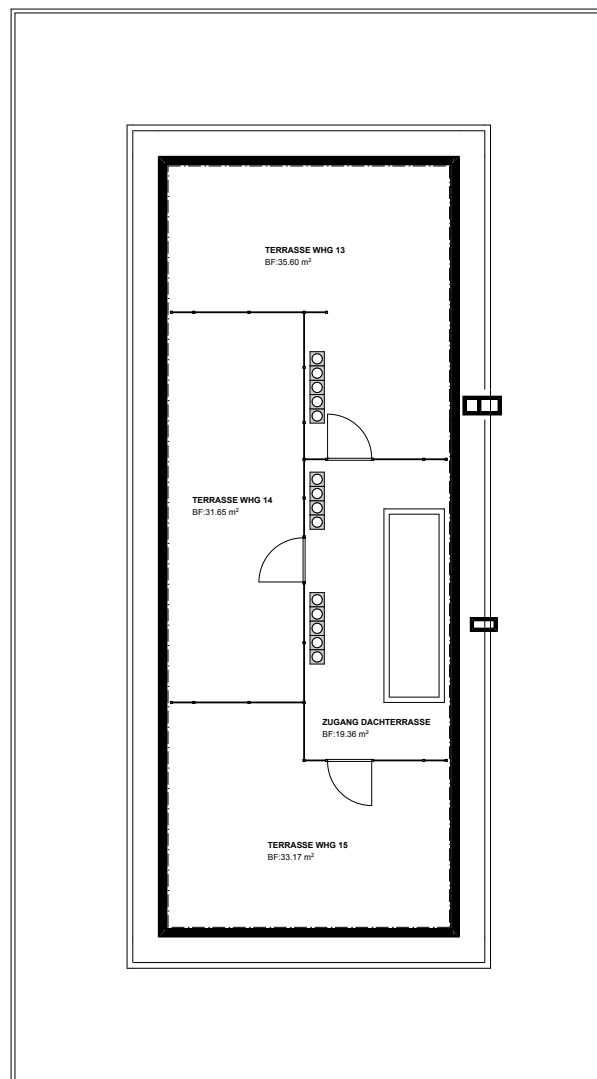 TERRASSE WHG 13
BF:35.60 m²
TERRASSE WHG 14
BF:31.65 m²
ZUGANG DACHTERRASSE
BF:19.36 m²
TERRASSE WHG 15
BF:33.17 m²